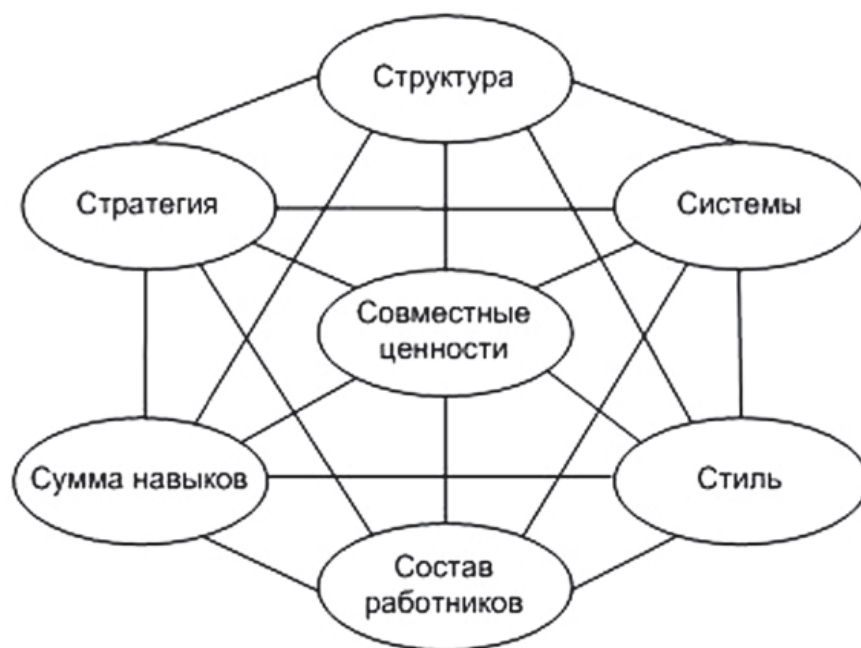 Структура
Стратегия
Системы
Совместные
ценности
Сумма навыков
Стиль
Состав
работников